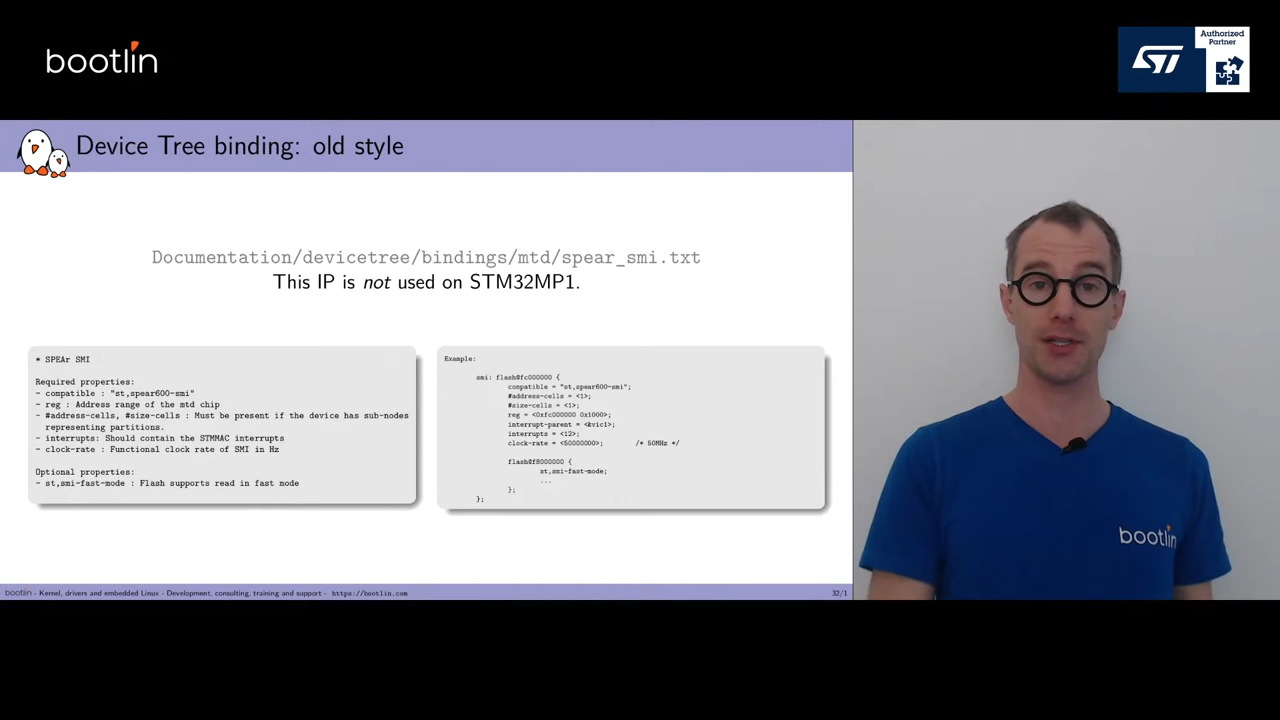 bootlin
ST
Authorized
Partner
Device Tree binding: old style
Documentation/devicetree/bindings/mtd/spear_smi.txt
This IP is not used on STM32MP1.
* SPEAr SMI
Required properties:
- compatible : "st,spear600-smi"
- reg : Address range of the mtd chip
- #address-cells, #size-cells : Must be present if the device has sub-nodes
representing partitions.
- interrupts: Should contain the STMMAC interrupts
- clock-rate : Functional clock rate of SMI in Hz
Optional properties:
- st,smi-fast-mode : Flash supports read in fast mode
Example:
smi: flash@fc000000 {
compatible = "st,spear600-smi";
#address-cells = <1>;
#size-cells = <1>;
reg = <0xfc000000 0x1000>;
interrupt-parent = <&vic1>;
interrupts = <12>;
clock-rate = <50000000>; /* 50MHz */
flash@f8000000 {
st,smi-fast-mode;
...
};
};
bootlin
bootlin - Kernel, drivers and embedded Linux - Development, consulting, training and support - https://bootlin.com
32/1